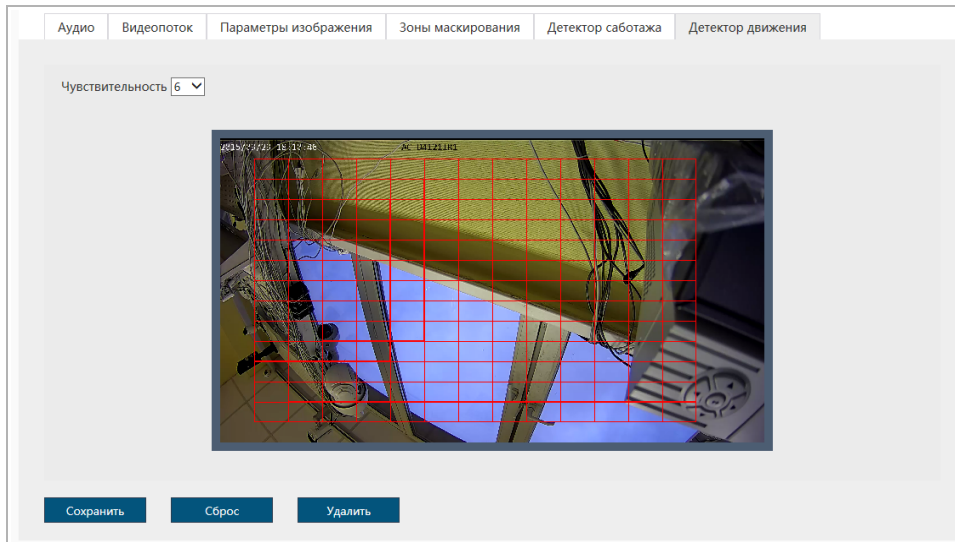 Аудио
Видеопоток
Параметры изображения
Зоны маскирования
Детектор саботажа
Детектор движения
Чувствительность 6
Сохранить
Сброс
Удалить